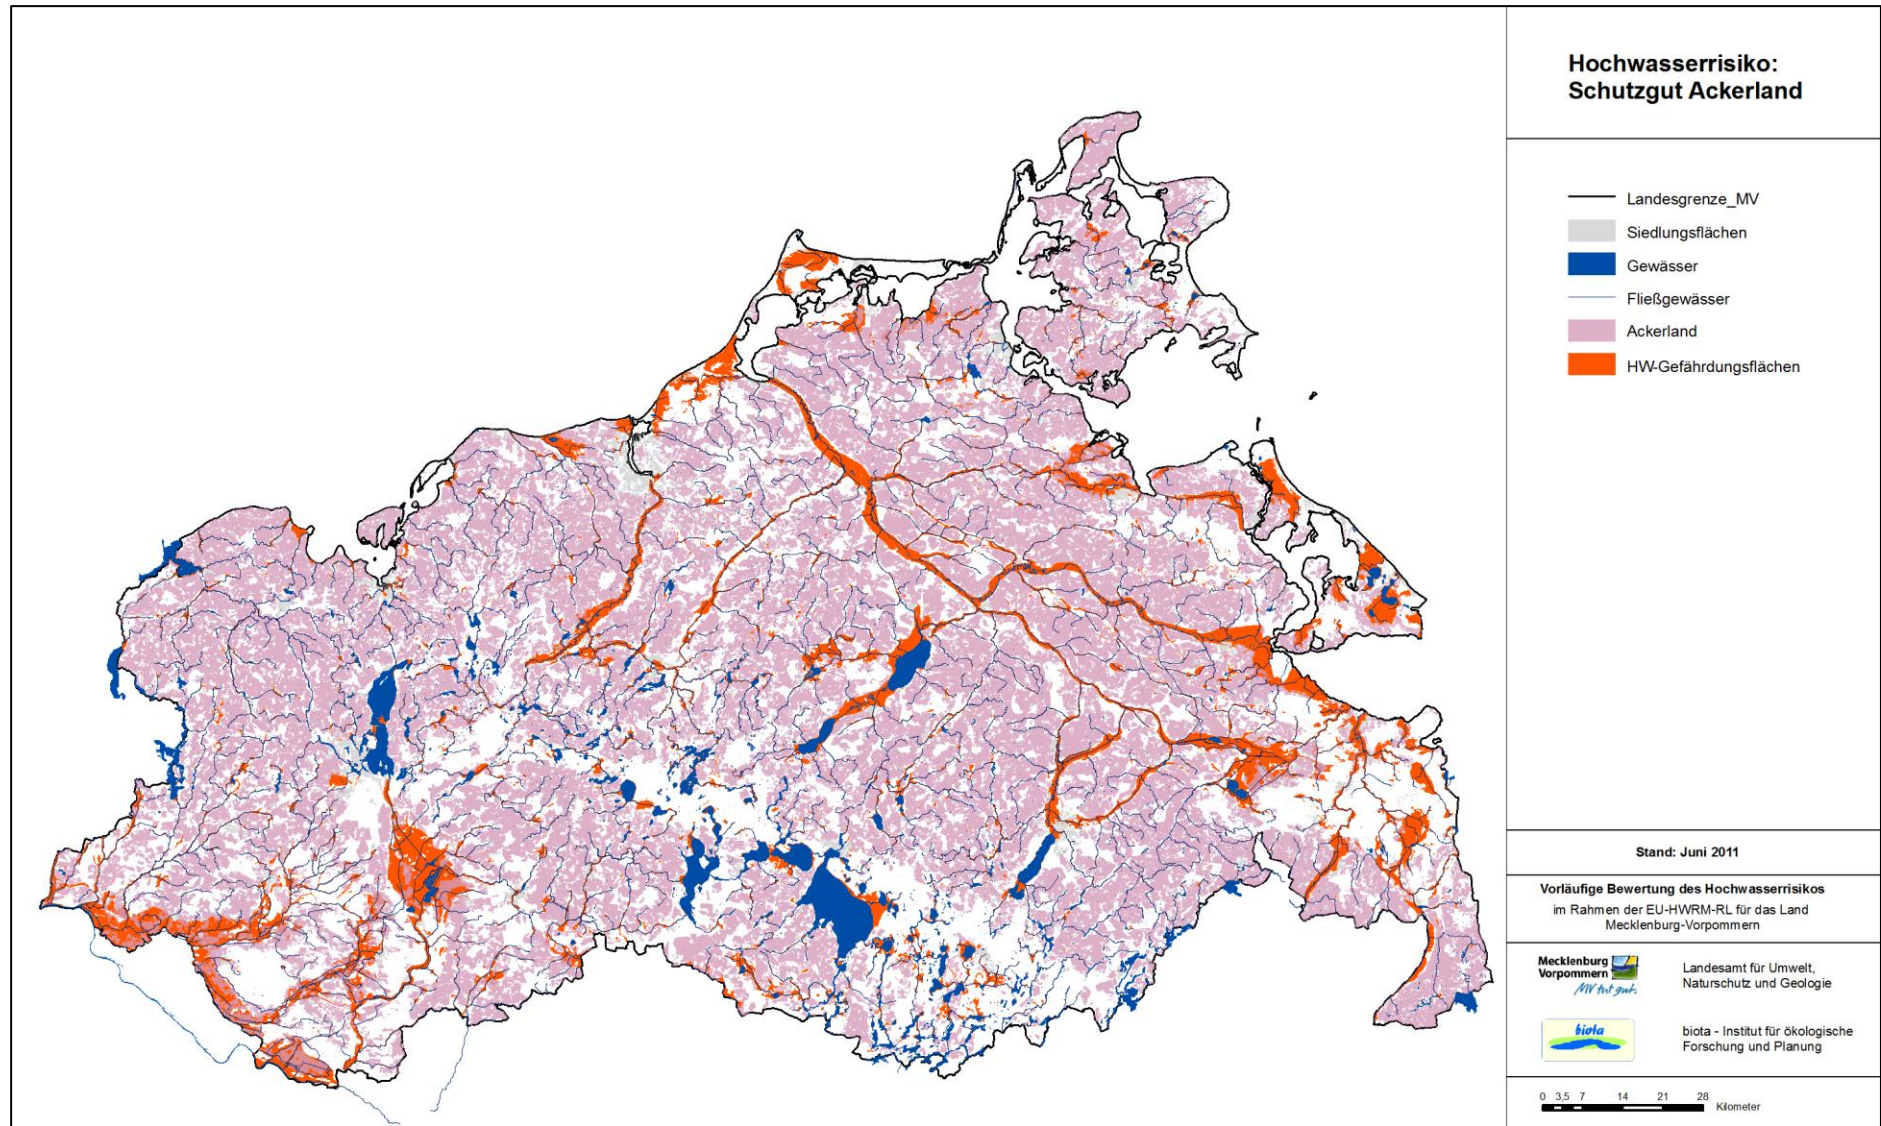 Hochwasserrisiko:
Schutzgut Ackerland
Landesgrenze_MV
Siedlungsflächen
Gewässer
Fließgewässer
Ackerland
HW-Gefährdungsflächen
Stand: Juni 2011
Vorläufige Bewertung des Hochwasserrisikos
im Rahmen der EU-HWRM-RL für das Land
Mecklenburg-Vorpommern
Mecklenburg
Vorpommern
MV tut gut.
Landesamt für Umwelt,
Naturschutz und Geologie
biota
biota - Institut für ökologische
Forschung und Planung
0 3,5 7 14 21 28
Kilometer